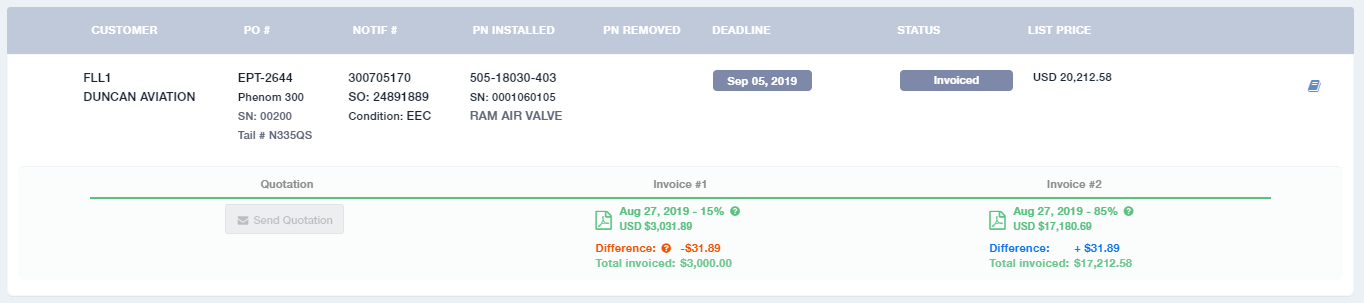 CUSTOMER PO # NOTIF # PN INSTALLED PN REMOVED DEADLINE STATUS LIST PRICE
FLL1 EPT-2644 300705170 505-18030-403 Sep 05, 2019 Invoiced USD 20,212.58
DUNCAN AVIATION Phenom 300 SO: 24891889 SN: 0001060105
SN: 00200 Condition: EEC RAM AIR VALVE
Tail # N335QS
Quotation Invoice #1 Invoice #2
Send Quotation Aug 27, 2019 - 15% ? Aug 27, 2019 - 85% ?
USD $3,031.89 USD $17,180.69
Difference: ? -$31.89 Difference: + $31.89
Total invoiced: $3,000.00 Total invoiced: $17,212.58